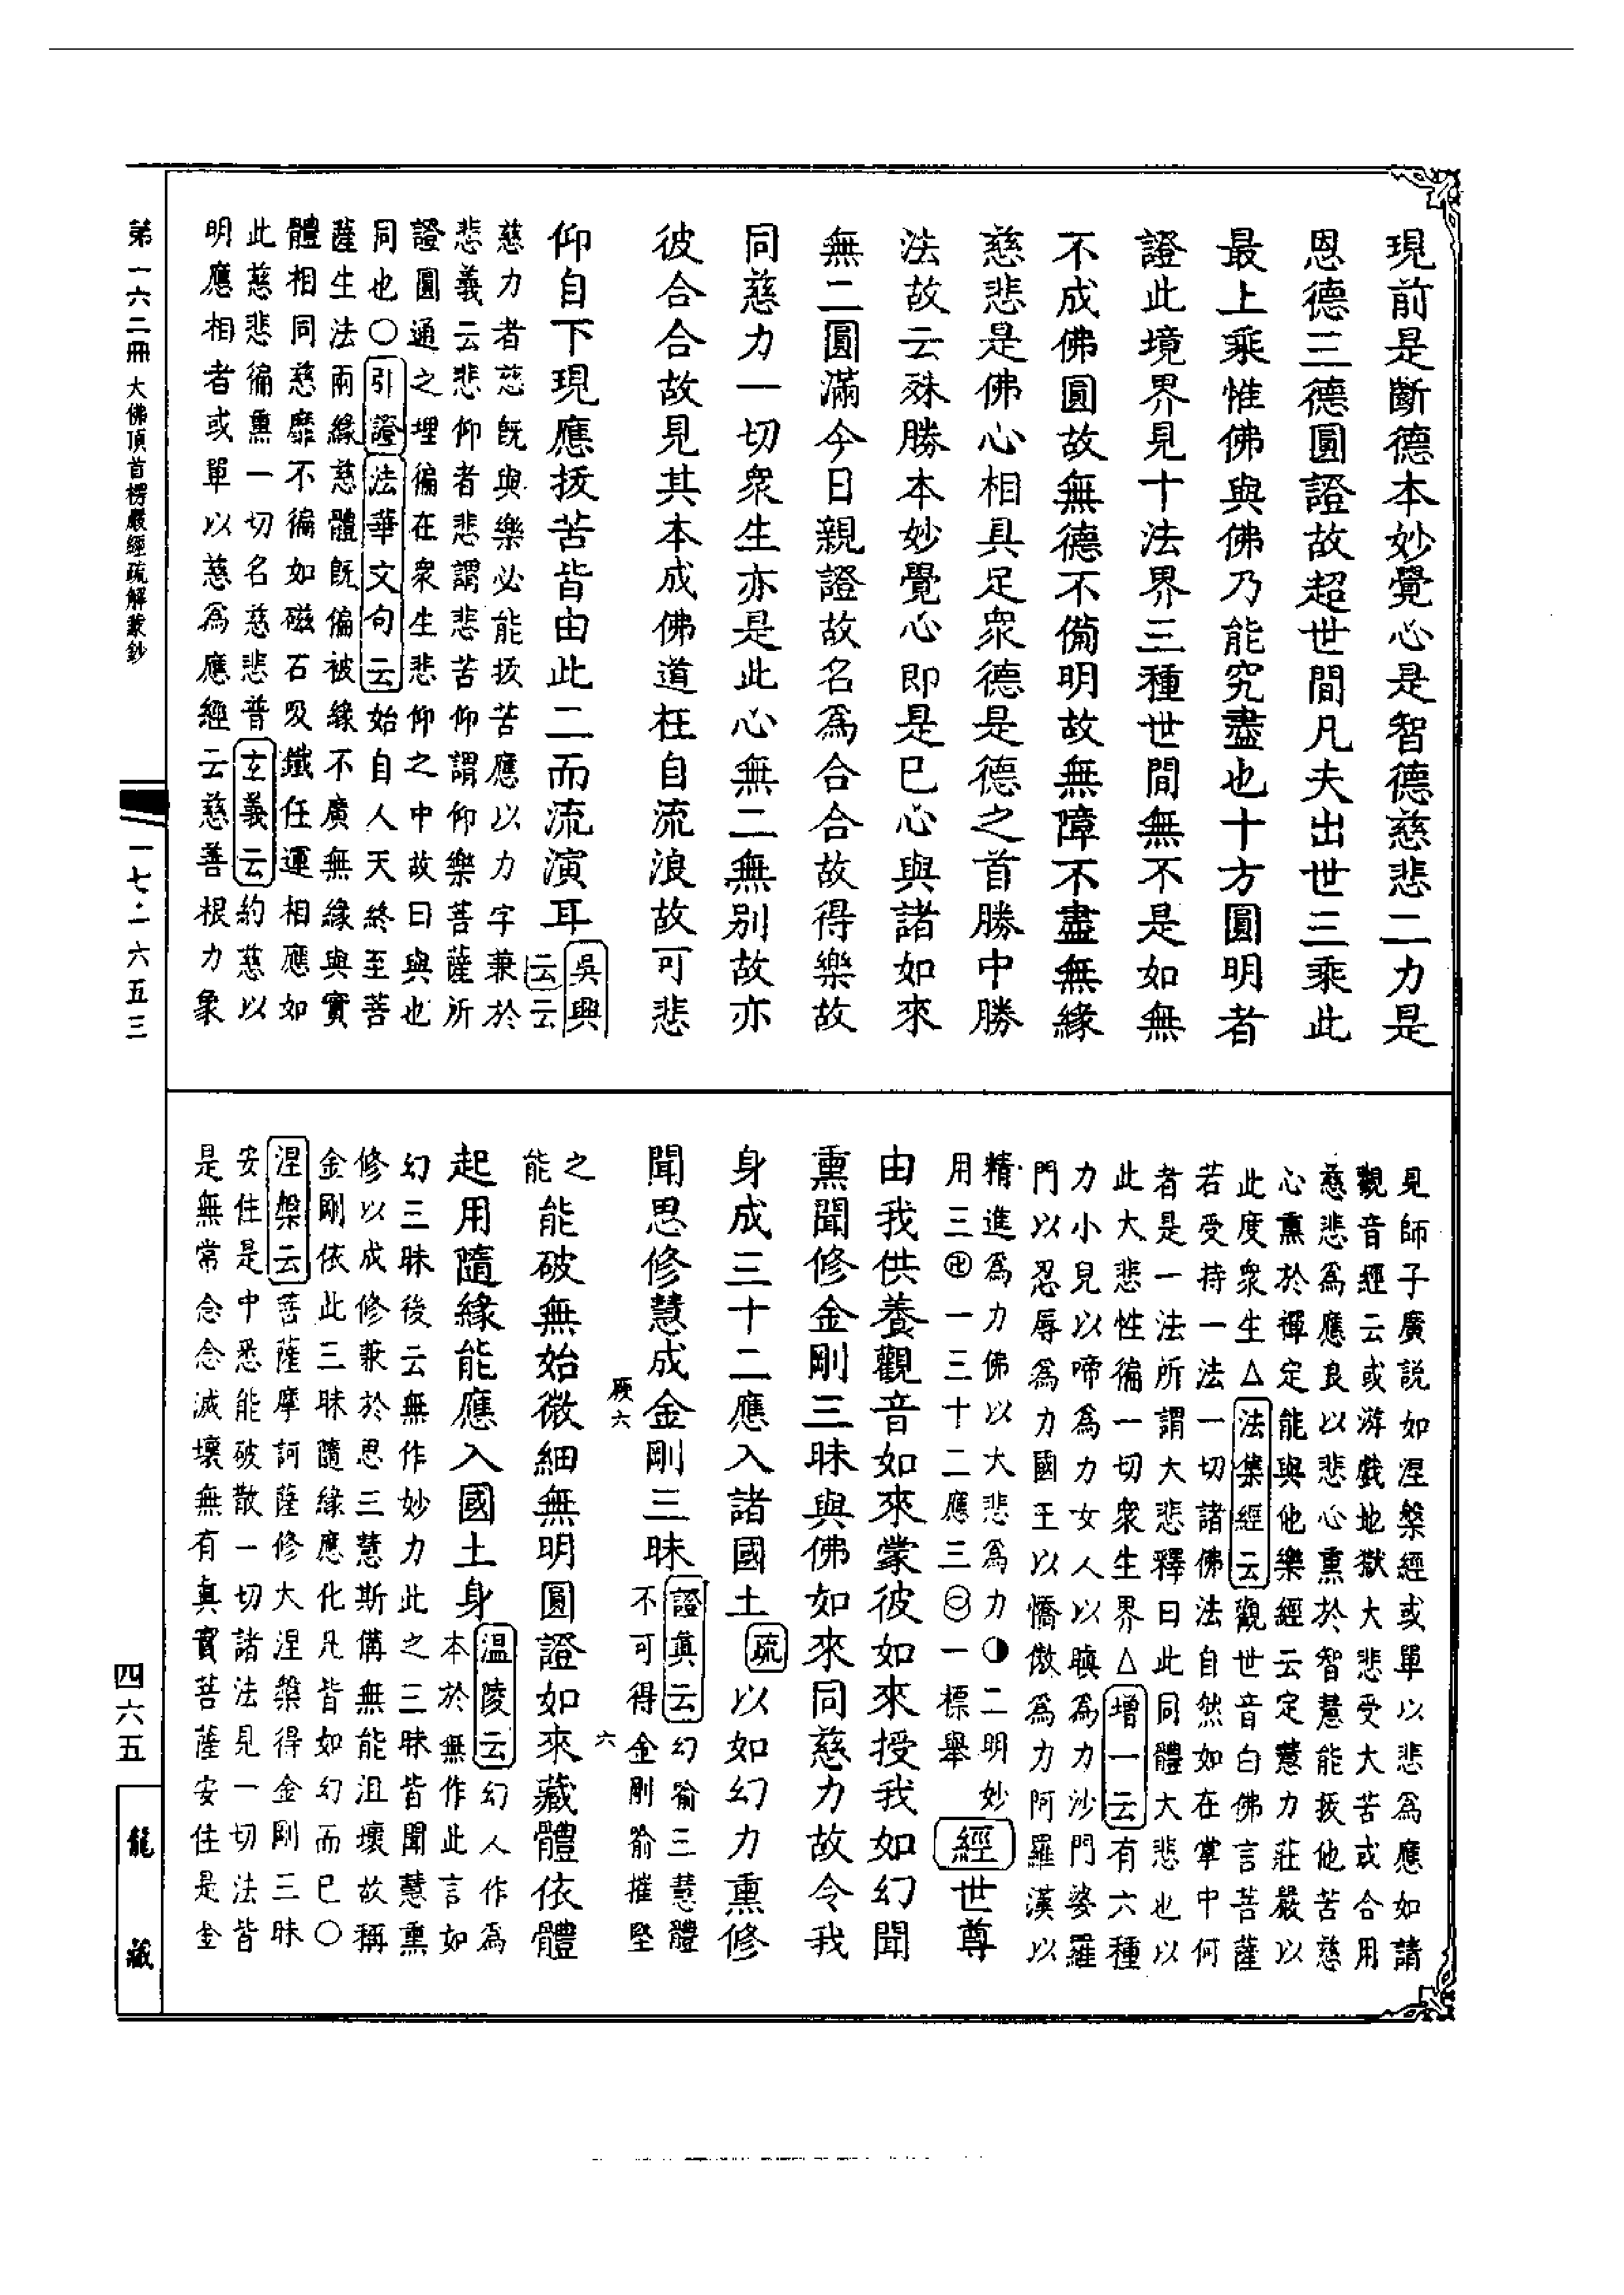 現前是斷德本妙覺心是智德慈悲二力是
恩德三德圓證故超世間凡夫出世三乘此
最上乘惟佛與佛乃能究盡也十方圓明者
證此境界見十法界三種世間無不是如無
不成佛圓故無德不備明故無障不盡無緣
慈悲是佛心相具足衆德是德之首勝中勝
法故云殊勝本妙覺心即是已心與諸如來
無二圓滿今日親證故名爲合合故得樂故
同慈力一切衆生亦是此心無二無别故亦
彼合合故見其本成佛道枉自流浪故可悲
仰自下現應拔苦皆由此二而流演耳
吳興
云云
慈力者慈旣與樂必能拔苦應以力字兼於
悲義云悲仰者悲謂悲苦仰謂仰樂菩薩所
證圓通之理徧在衆生悲仰之中故曰與也
同也〇引證法華文句云始自人天終至菩
薩生法兩緣慈體旣偏被緣不廣無緣與實
體相同慈靡不徧如磁石吸鐵任運相應如
此慈悲徧熏一切名慈悲普玄義云約慈以
明應相者或單以慈爲應經云慈善根力象
見師子廣説如涅槃經或單以悲爲應如請
觀音經云或游戲地獄大悲受大苦或合用
慈悲爲應良以悲心熏於智慧能拔他苦慈
心熏於禪定能與他樂經云定慧力莊嚴以
此度衆生△法集經云觀世音白佛言菩薩
若受持一法一切諸佛法自然如在掌中何
者是一法所謂大悲釋曰此同體大悲也以
此大悲性徧一切衆生界△增一云有六種
力小兒以啼爲力女人以瞋爲力沙門婆羅
門以忍辱爲力國王以憍慠爲力阿羅漢以
精進爲力佛以大悲爲力◑二明妙
用三卍一三十二應三㊀一標舉
經世尊
由我供養觀音如來蒙彼如來授我如幻聞
熏聞修金剛三昧與佛如來同慈力故令我
身成三十二應入諸國土疏以如幻力熏修
聞思修慧成金剛三昧
證眞云幻喻三慧體
不可得金剛喻摧堅
厥六
六
之
能
能破無始微細無明圓證如來藏體依體
起用隨緣能應入國土身
温陵云幻人作爲
本於無作此言如
幻三昧後云無作妙力此之三昧皆聞慧熏
修以成修兼於思三慧斯備無能沮壞故稱
金剛依此三昧隨緣應化凡皆如幻而已〇
涅槃云菩薩摩訶薩修大涅槃得金剛三昧
安住是中悉能破散一切諸法見一切法皆
是無常念念滅壞無有眞實菩薩安住是金
第一六二冊 大佛頂首楞嚴經疏解蒙鈔
一七·一六五三
四六五
龍藏